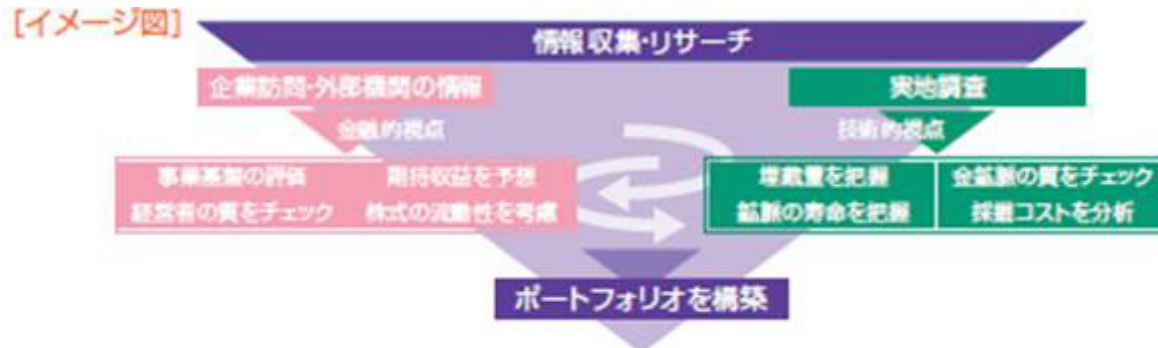 [イメージ図]
情報収集・リサーチ
企業訪問・外部機関の情報
実地調査
金融的視点
技術的視点
事業基盤の評価 期待収益を予想
経営者の質をチェック 株式の流動性を考慮
埋蔵量を把握 金鉱脈の質をチェック
鉱脈の寿命を把握 採掘コストを分析
ポートフォリオを構築